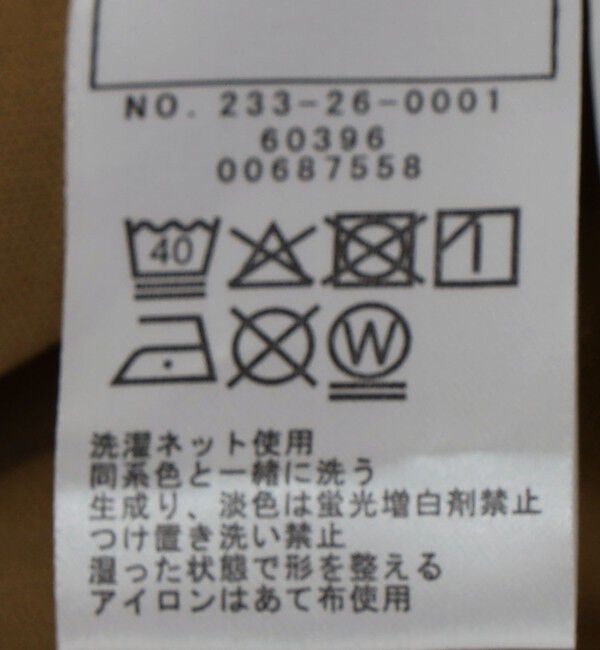 NO. 233-26-0001
60396
00687558
40
W
洗濯ネット使用
同系色と一緒に洗う
生成り、淡色は蛍光増白剤禁止
つけ置き洗い禁止
湿った状態で形を整える
アイロンはあて布使用